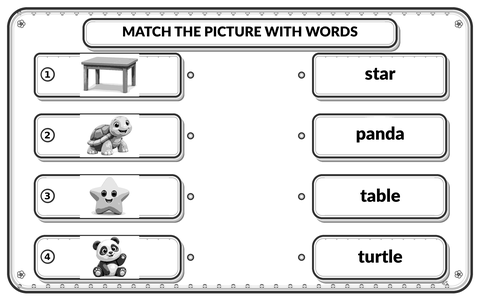 MATCH THE PICTURE WITH WORDS
1 star
2 panda
3 table
4 turtle